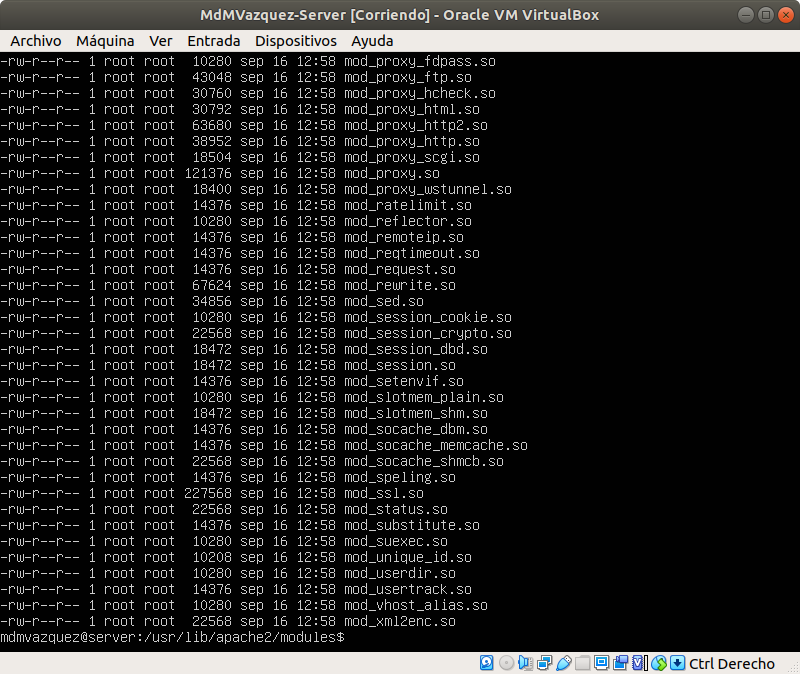 MdMVazquez-Server [Corriendo] - Oracle VM VirtualBox
Archivo Máquina Ver Entrada Dispositivos Ayuda
-rw-r--r-- 1 root root  10280 sep 16 12:58 mod_proxy_fdpass.so
-rw-r--r-- 1 root root  43048 sep 16 12:58 mod_proxy_ftp.so
-rw-r--r-- 1 root root  30760 sep 16 12:58 mod_proxy_hcheck.so
-rw-r--r-- 1 root root  30792 sep 16 12:58 mod_proxy_html.so
-rw-r--r-- 1 root root  63680 sep 16 12:58 mod_proxy_http2.so
-rw-r--r-- 1 root root  38952 sep 16 12:58 mod_proxy_http.so
-rw-r--r-- 1 root root  18504 sep 16 12:58 mod_proxy_scgi.so
-rw-r--r-- 1 root root 121376 sep 16 12:58 mod_proxy.so
-rw-r--r-- 1 root root  18400 sep 16 12:58 mod_proxy_wstunnel.so
-rw-r--r-- 1 root root  14376 sep 16 12:58 mod_ratelimit.so
-rw-r--r-- 1 root root  10280 sep 16 12:58 mod_reflector.so
-rw-r--r-- 1 root root  14376 sep 16 12:58 mod_remoteip.so
-rw-r--r-- 1 root root  14376 sep 16 12:58 mod_reqtimeout.so
-rw-r--r-- 1 root root  14376 sep 16 12:58 mod_request.so
-rw-r--r-- 1 root root  67624 sep 16 12:58 mod_rewrite.so
-rw-r--r-- 1 root root  34856 sep 16 12:58 mod_sed.so
-rw-r--r-- 1 root root  10280 sep 16 12:58 mod_session_cookie.so
-rw-r--r-- 1 root root  22568 sep 16 12:58 mod_session_crypto.so
-rw-r--r-- 1 root root  18472 sep 16 12:58 mod_session_dbd.so
-rw-r--r-- 1 root root  18472 sep 16 12:58 mod_session.so
-rw-r--r-- 1 root root  14376 sep 16 12:58 mod_setenvif.so
-rw-r--r-- 1 root root  10280 sep 16 12:58 mod_slotmem_plain.so
-rw-r--r-- 1 root root  18472 sep 16 12:58 mod_slotmem_shm.so
-rw-r--r-- 1 root root  14376 sep 16 12:58 mod_socache_dbm.so
-rw-r--r-- 1 root root  14376 sep 16 12:58 mod_socache_memcache.so
-rw-r--r-- 1 root root  22568 sep 16 12:58 mod_socache_shmcb.so
-rw-r--r-- 1 root root  14376 sep 16 12:58 mod_speling.so
-rw-r--r-- 1 root root 227568 sep 16 12:58 mod_ssl.so
-rw-r--r-- 1 root root  22568 sep 16 12:58 mod_status.so
-rw-r--r-- 1 root root  14376 sep 16 12:58 mod_substitute.so
-rw-r--r-- 1 root root  10280 sep 16 12:58 mod_suexec.so
-rw-r--r-- 1 root root  10208 sep 16 12:58 mod_unique_id.so
-rw-r--r-- 1 root root  10280 sep 16 12:58 mod_userdir.so
-rw-r--r-- 1 root root  14376 sep 16 12:58 mod_usertrack.so
-rw-r--r-- 1 root root  10280 sep 16 12:58 mod_vhost_alias.so
-rw-r--r-- 1 root root  22568 sep 16 12:58 mod_xml2enc.so
mdmvazquez@server:/usr/lib/apache2/modules$
Ctrl Derecho